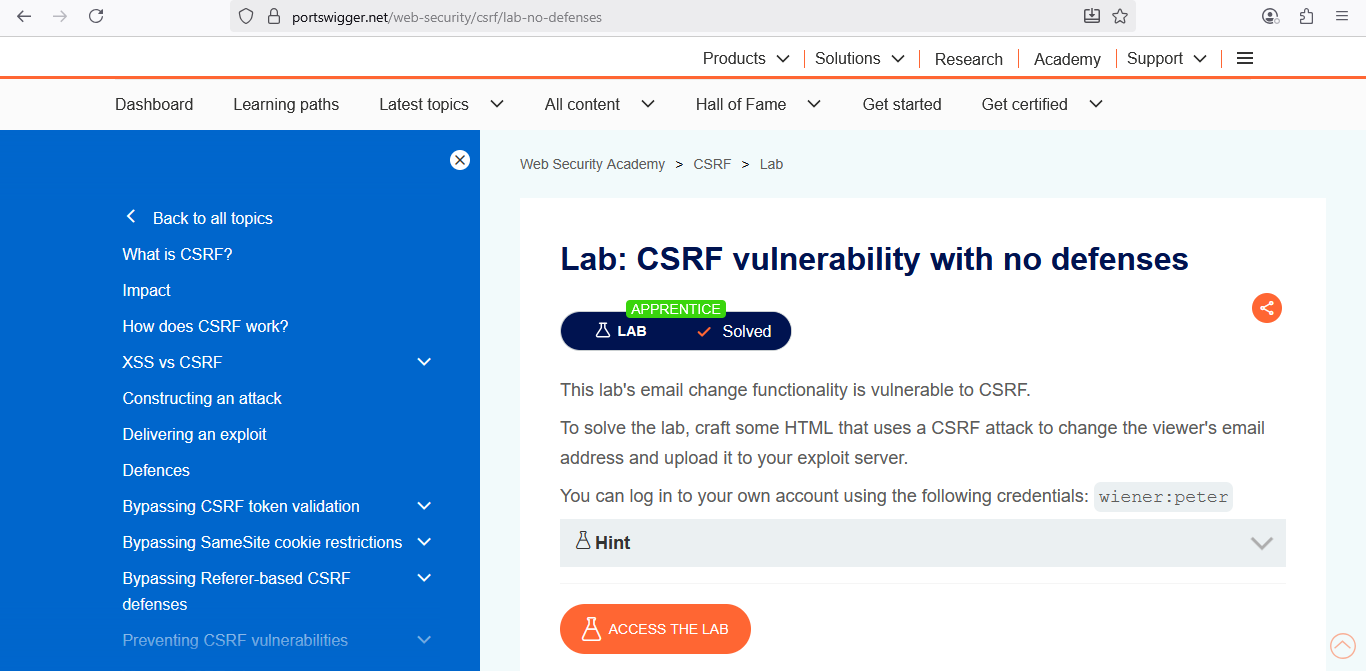 portswigger.net/web-security/csrf/lab-no-defenses
Products Solutions Research Academy Support
Dashboard Learning paths Latest topics All content Hall of Fame Get started Get certified
Back to all topics
What is CSRF?
Impact
How does CSRF work?
XSS vs CSRF
Constructing an attack
Delivering an exploit
Defences
Bypassing CSRF token validation
Bypassing SameSite cookie restrictions
Bypassing Referer-based CSRF
defenses
Preventing CSRF vulnerabilities
Web Security Academy > CSRF > Lab
Lab: CSRF vulnerability with no defenses
APPRENTICE
LAB Solved
This lab's email change functionality is vulnerable to CSRF.
To solve the lab, craft some HTML that uses a CSRF attack to change the viewer's email
address and upload it to your exploit server.
You can log in to your own account using the following credentials: wiener:peter
Hint
ACCESS THE LAB